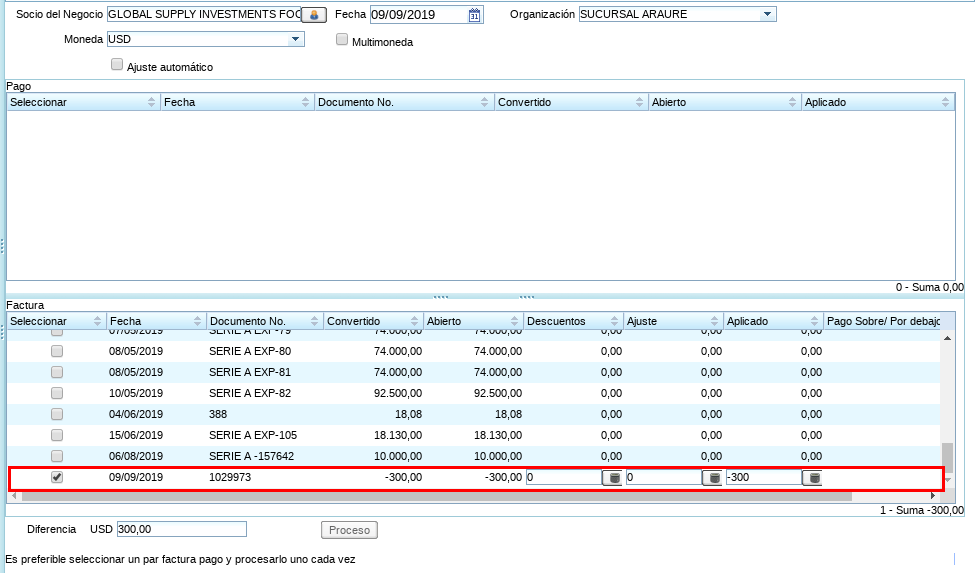 Socio del Negocio GLOBAL SUPPLY INVESTMENTS FOO Fecha 09/09/2019 31 Organización SUCURSAL ARAURE
Moneda USD Multimoneda
Ajuste automático
Pago
Seleccionar Fecha Documento No. Convertido Abierto Aplicado
0 - Suma 0,00
Factura
Seleccionar Fecha Documento No. Convertido Abierto Descuentos Ajuste Aplicado Pago Sobre/ Por debajo
07/05/2019 SERIE A EXP-79 74.000,00 74.000,00 0,00 0,00 0,00
08/05/2019 SERIE A EXP-80 74.000,00 74.000,00 0,00 0,00 0,00
08/05/2019 SERIE A EXP-81 74.000,00 74.000,00 0,00 0,00 0,00
10/05/2019 SERIE A EXP-82 92.500,00 92.500,00 0,00 0,00 0,00
04/06/2019 388 18,08 18,08 0,00 0,00 0,00
15/06/2019 SERIE A EXP-105 18.130,00 18.130,00 0,00 0,00 0,00
06/08/2019 SERIE A -157642 10.000,00 10.000,00 0,00 0,00 0,00
09/09/2019 1029973 -300,00 -300,00 0 0 -300
1 - Suma -300,00
Diferencia USD 300,00 Proceso
Es preferible seleccionar un par factura pago y procesarlo uno cada vez